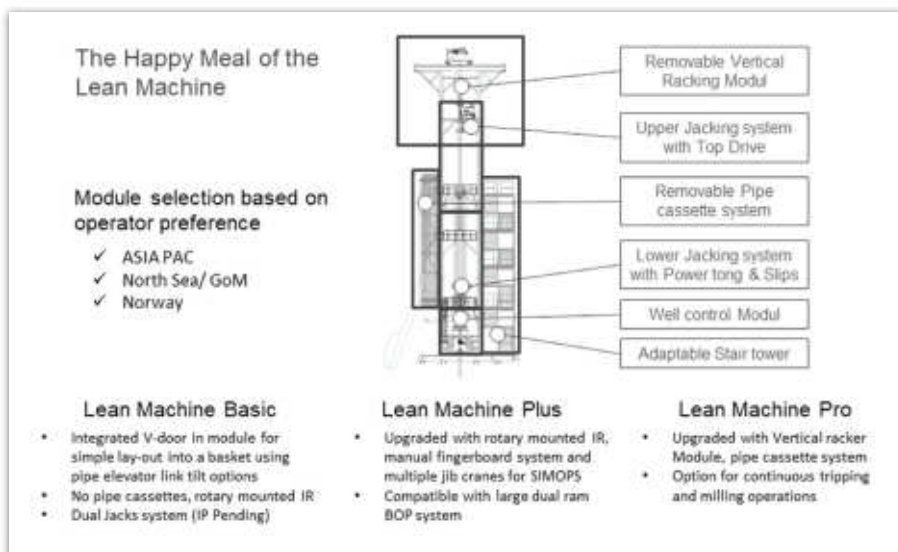 The Happy Meal of the
Lean Machine
Removable Vertical
Racking Modul
Upper Jacking system
with Top Drive
Removable Pipe
cassette system
Lower Jacking system
with Power tong & Slips
Well control Modul
Adaptable Stair tower
Module selection based on
operator preference
✓ ASIA PAC
✓ North Sea/ GoM
✓ Norway
Lean Machine Basic
• Integrated V-door in module for
simple lay-out into a basket using
pipe elevator link tilt options
• No pipe cassettes, rotary mounted IR
• Dual Jacks system (IP Pending)
Lean Machine Plus
• Upgraded with rotary mounted IR,
manual fingerboard system and
multiple jib cranes for SIMOPS
• Compatible with large dual ram
BOP system
Lean Machine Pro
• Upgraded with Vertical racker
Module, pipe cassette system
• Option for continuous tripping
and milling operations